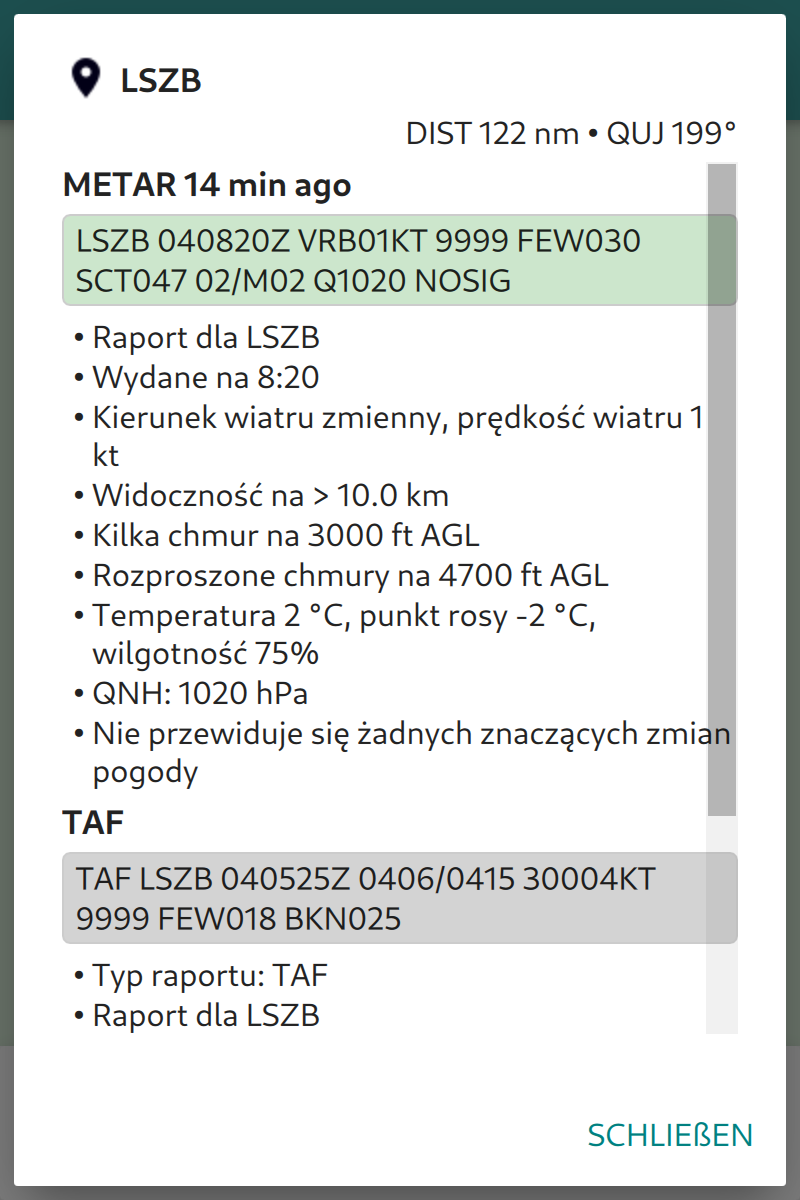 LSZB
DIST 122 nm • QUJ 199°
METAR 14 min ago
LSZB 040820Z VRB01KT 9999 FEW030
SCT047 02/M02 Q1020 NOSIG
• Raport dla LSZB
• Wydane na 8:20
• Kierunek wiatru zmienny, prędkość wiatru 1
kt
• Widoczność na > 10.0 km
• Kilka chmur na 3000 ft AGL
• Rozproszone chmury na 4700 ft AGL
• Temperatura 2 °C, punkt rosy -2 °C,
wilgotność 75%
• QNH: 1020 hPa
• Nie przewiduje się żadnych znaczących zmian
pogody
TAF
TAF LSZB 040525Z 0406/0415 30004KT
9999 FEW018 BKN025
• Typ raportu: TAF
• Raport dla LSZB
SCHLIEßEN